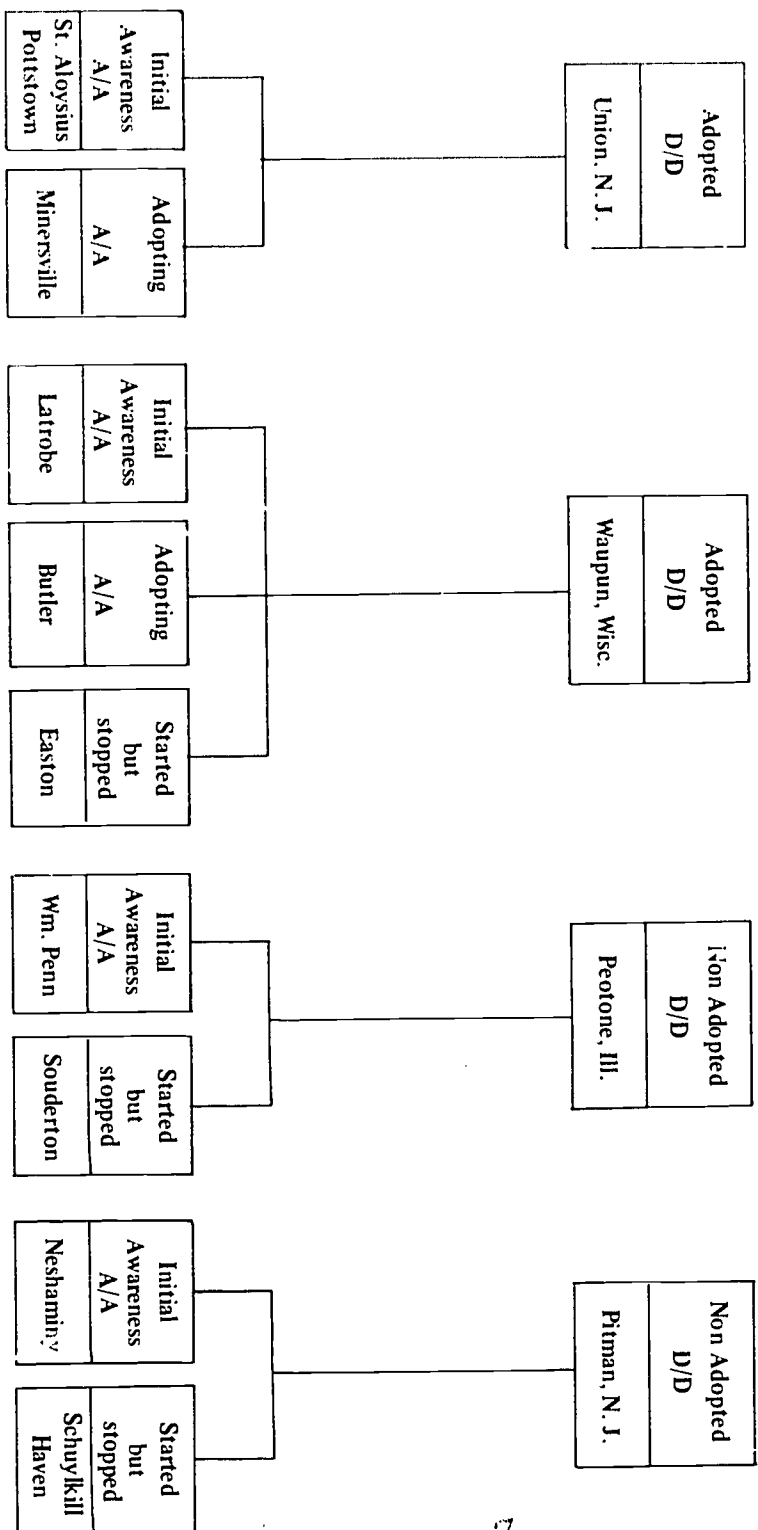 Adopted
D/D
Union, N. J.
Initial
Awareness
A/A
St. Aloysius
Pottstown
Adopting
A/A
Minersville
Adopted
D/D
Waupun, Wisc.
Initial
Awareness
A/A
Latrobe
Adopting
A/A
Butler
Started
but
stopped
Easton
Non Adopted
D/D
Peotone, Ill.
Initial
Awareness
A/A
Wm. Penn
Started
but
stopped
Souderton
Non Adopted
D/D
Pitman, N. J.
Initial
Awareness
A/A
Neshaminy
Started
but
stopped
Schuylkill
Haven